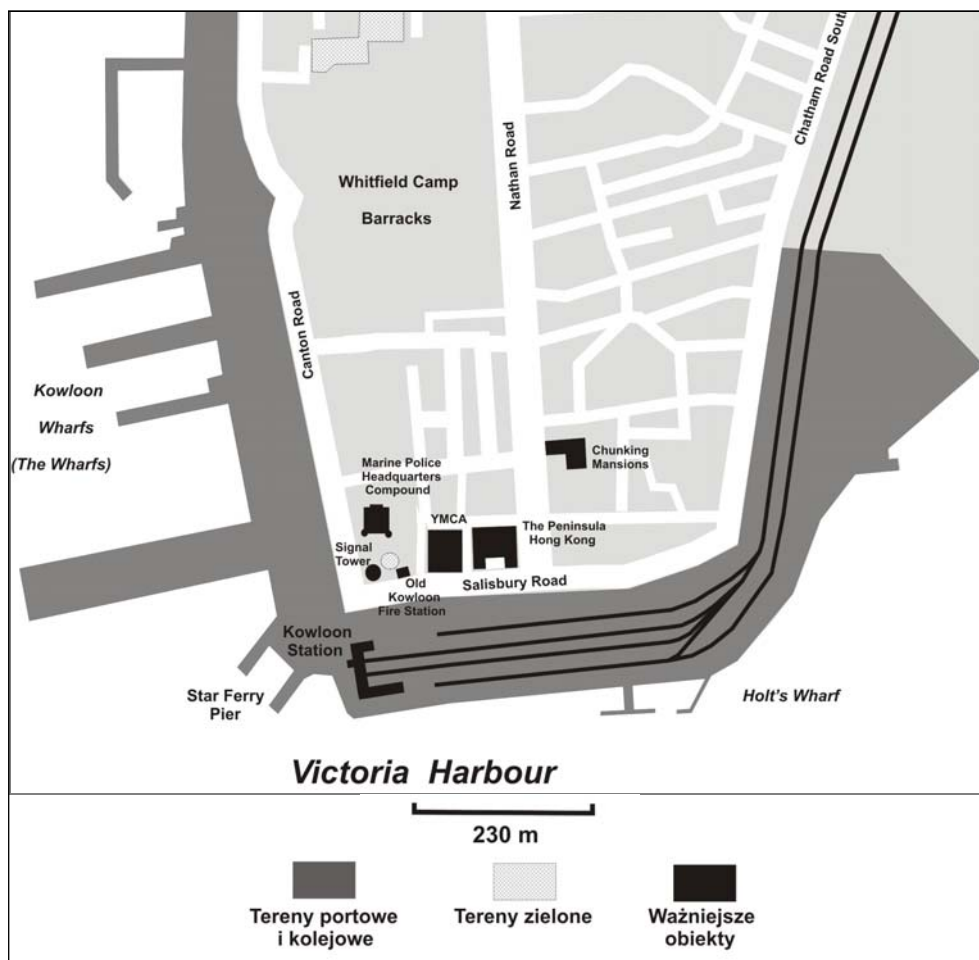 Chatham Road South
Nathan Road
Whitfield Camp
Barracks
Canton Road
Kowloon
Wharfs
(The Wharfs)
Chunking
Mansions
Marine Police
Headquarters
Compound
YMCA
The Peninsula
Hong Kong
Signal
Tower
Old
Kowloon
Fire Station
Salisbury Road
Kowloon
Station
Star Ferry
Pier
Holt's Wharf
Victoria Harbour
230 m
Tereny portowe
i kolejowe
Tereny zielone
Ważniejsze
obiekty